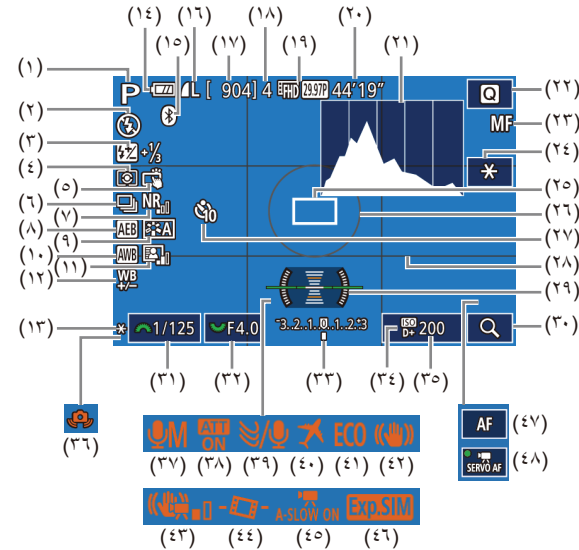 (١٤) (١٦) (١٨) (٢٠)
(١٥) (١٧) (١٩) (٢١)
(١) P L [ 904] 4 FHD 29.97P 44'19" Q (٢٢)
(٢) MF (٢٣)
(٣) +1/3 (٢٤)
(٤) *
(٥) (٢٥)
(٦) NR (٢٦)
(٧) 10
(٨) AEB A (٢٧)
(٩)
(١٠) AWB (٢٨)
(١١)
(١٢) WB +/- (٢٩)
(١٣) * 1/125 F4.0 -3..2..1..0..1..2..+3 ISO D+ 200 (٣٠)
(٣١) (٣٢) (٣٣) (٣٤) (٣٥)
(٣٦)
M ATT ON / ECO AF (٤٧)
(٣٧) (٣٨) (٣٩) (٤٠) (٤١) (٤٢) SERVO AF (٤٨)
A-SLOW ON Exp.SIM
(٤٣) (٤٤) (٤٥) (٤٦)